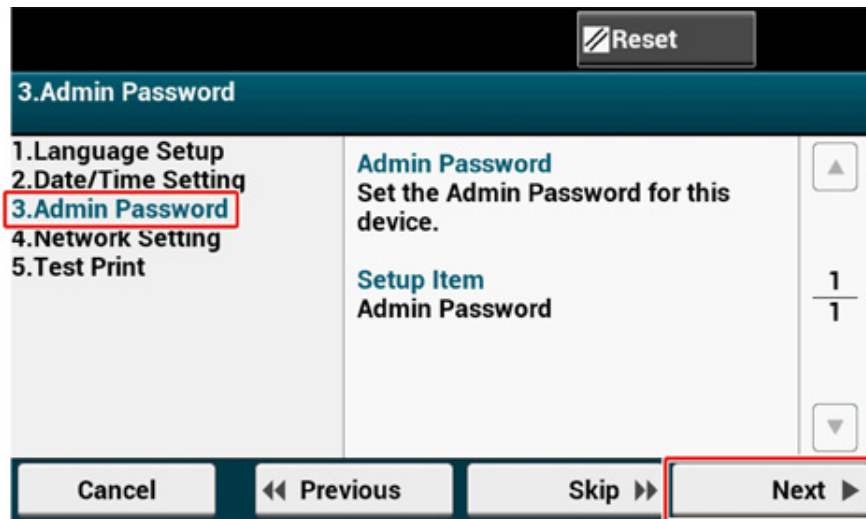 Reset
3.Admin Password
1.Language Setup
2.Date/Time Setting
3.Admin Password
4.Network Setting
5.Test Print
Admin Password
Set the Admin Password for this
device.
Setup Item
Admin Password
1
1
Cancel
Previous
Skip
Next